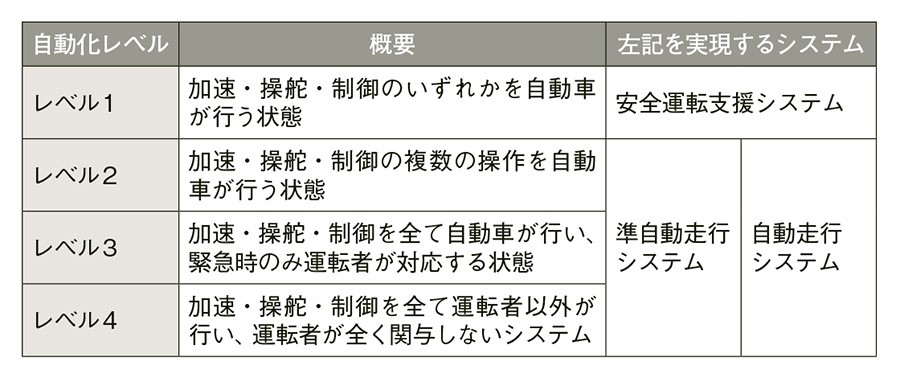 自動化レベル
概要
左記を実現するシステム
レベル1
加速・操舵・制御のいずれかを自動車
が行う状態
安全運転支援システム
レベル2
加速・操舵・制御の複数の操作を自動
車が行う状態
レベル3
加速・操舵・制御を全て自動車が行い、
緊急時のみ運転者が対応する状態
準自動走行
システム
自動走行
システム
レベル4
加速・操舵・制御を全て運転者以外が
行い、運転者が全く関与しないシステム